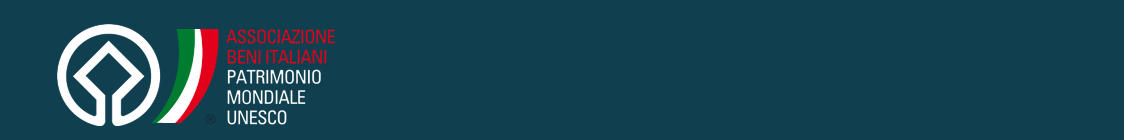 ASSOCIAZIONE
BENI ITALIANI
PATRIMONIO
MONDIALE
UNESCO
®